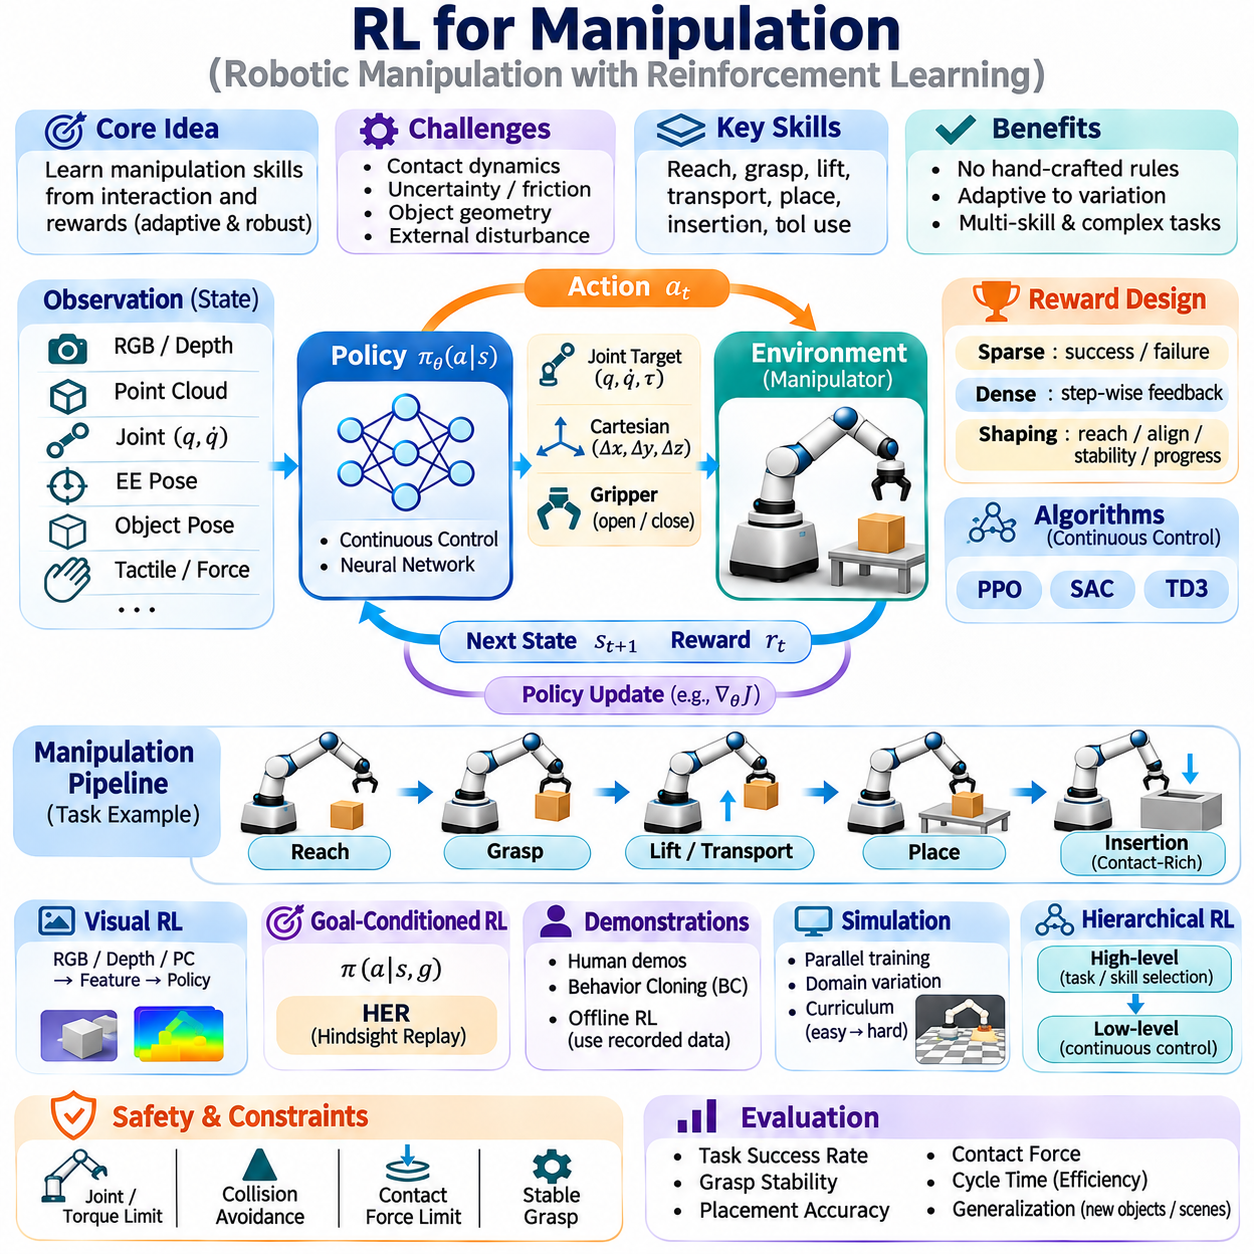 RL for Manipulation
(Robotic Manipulation with Reinforcement Learning)
Core Idea
Learn manipulation skills
from interaction and
rewards (adaptive & robust)
Challenges
• Contact dynamics
• Uncertainty / friction
• Object geometry
• External disturbance
Key Skills
Reach, grasp, lift,
transport, place,
insertion, tool use
Benefits
• No hand-crafted rules
• Adaptive to variation
• Multi-skill & complex tasks
Observation (State)
RGB / Depth
Point Cloud
Joint (q, q̇)
EE Pose
Object Pose
Tactile / Force
...
Action a_t
Policy π_θ(a|s)
• Continuous Control
• Neural Network
Joint Target
(q, q̇, τ)
Cartesian
(Δx, Δy, Δz)
Gripper
(open / close)
Environment
(Manipulator)
Next State s_{t+1} Reward r_t
Policy Update (e.g., ∇_θJ)
Reward Design
Sparse : success / failure
Dense : step-wise feedback
Shaping : reach / align /
stability / progress
Algorithms
(Continuous Control)
PPO SAC TD3
Manipulation
Pipeline
(Task Example)
Reach
Grasp
Lift / Transport
Place
Insertion
(Contact-Rich)
Visual RL
RGB / Depth / PC
→ Feature → Policy
Goal-Conditioned RL
π(a|s, g)
HER
(Hindsight Replay)
Demonstrations
• Human demos
• Behavior Cloning (BC)
• Offline RL
(use recorded data)
Simulation
• Parallel training
• Domain variation
• Curriculum
(easy → hard)
Hierarchical RL
High-level
(task / skill selection)
Low-level
(continuous control)
Safety & Constraints
Joint /
Torque Limit
Collision
Avoidance
Contact
Force Limit
Stable
Grasp
Evaluation
• Task Success Rate
• Grasp Stability
• Placement Accuracy
• Contact Force
• Cycle Time (Efficiency)
• Generalization (new objects / scenes)